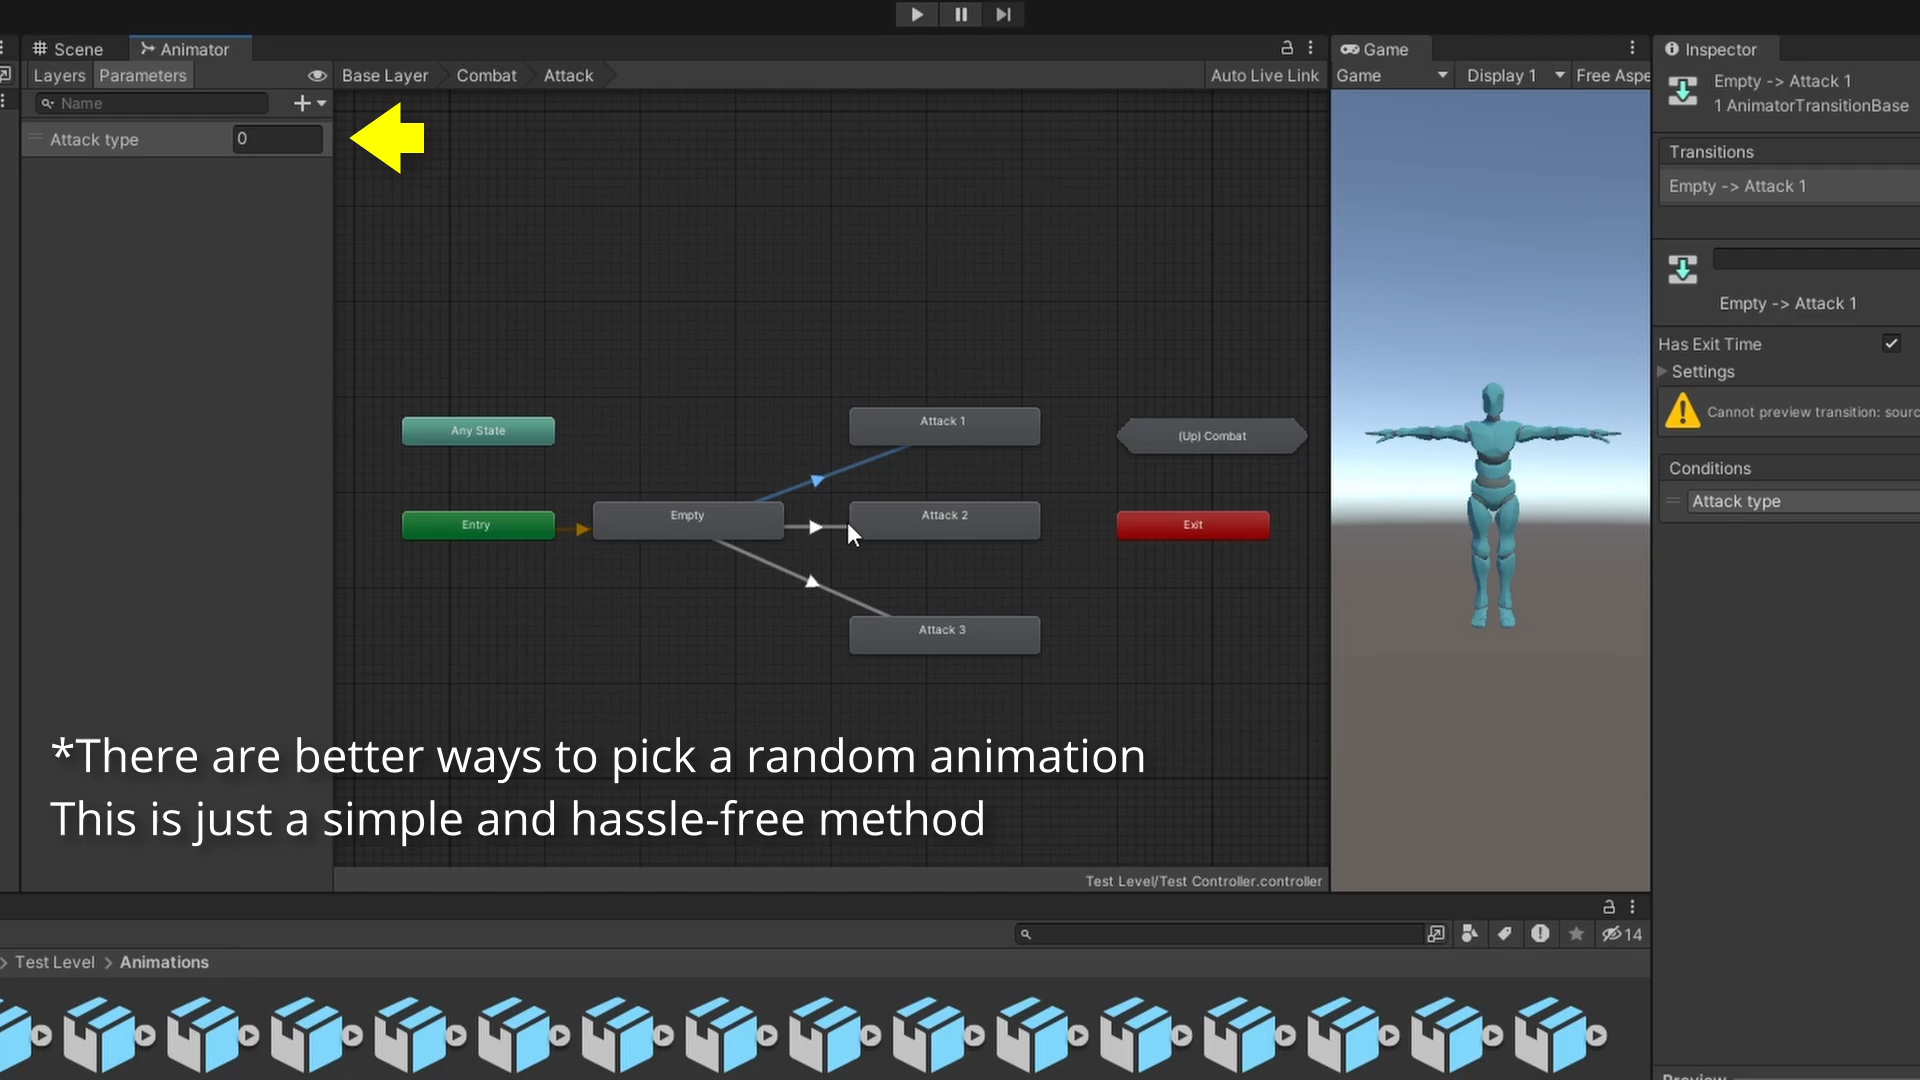 Scene
Animator
Game
Inspector
Layers
Parameters
Base Layer
Combat
Attack
Auto Live Link
Game
Display 1
Free Aspe
Empty -> Attack 1
1 AnimatorTransitionBase
Name
Attack type
0
Transitions
Empty -> Attack 1
Empty -> Attack 1
Has Exit Time
Settings
Cannot preview transition: sourc
Conditions
Attack type
Any State
Attack 1
(Up) Combat
Entry
Empty
Attack 2
Exit
Attack 3
*There are better ways to pick a random animation
This is just a simple and hassle-free method
Test Level/Test Controller.controller
14
Test Level > Animations
Preview